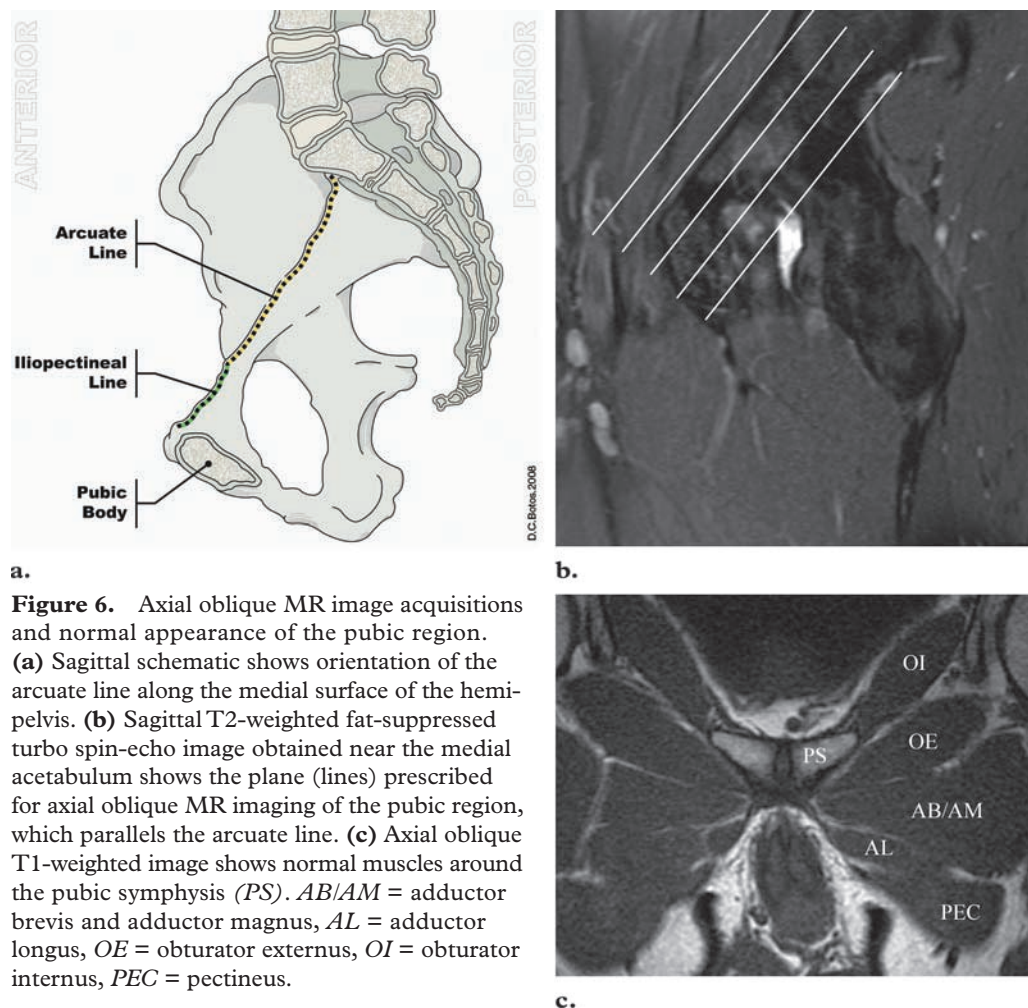 ANTERIOR
POSTERIOR
Arcuate
Line
Iliopectineal
Line
Pubic
Body
D.C.Botos.2008
a.
b.
Figure 6. Axial oblique MR image acquisitions
and normal appearance of the pubic region.
(a) Sagittal schematic shows orientation of the
arcuate line along the medial surface of the hemi-
pelvis. (b) Sagittal T2-weighted fat-suppressed
turbo spin-echo image obtained near the medial
acetabulum shows the plane (lines) prescribed
for axial oblique MR imaging of the pubic region,
which parallels the arcuate line. (c) Axial oblique
T1-weighted image shows normal muscles around
the pubic symphysis (PS). AB/AM = adductor
brevis and adductor magnus, AL = adductor
longus, OE = obturator externus, OI = obturator
internus, PEC = pectineus.
OI
OE
PS
AB/AM
AL
PEC
c.